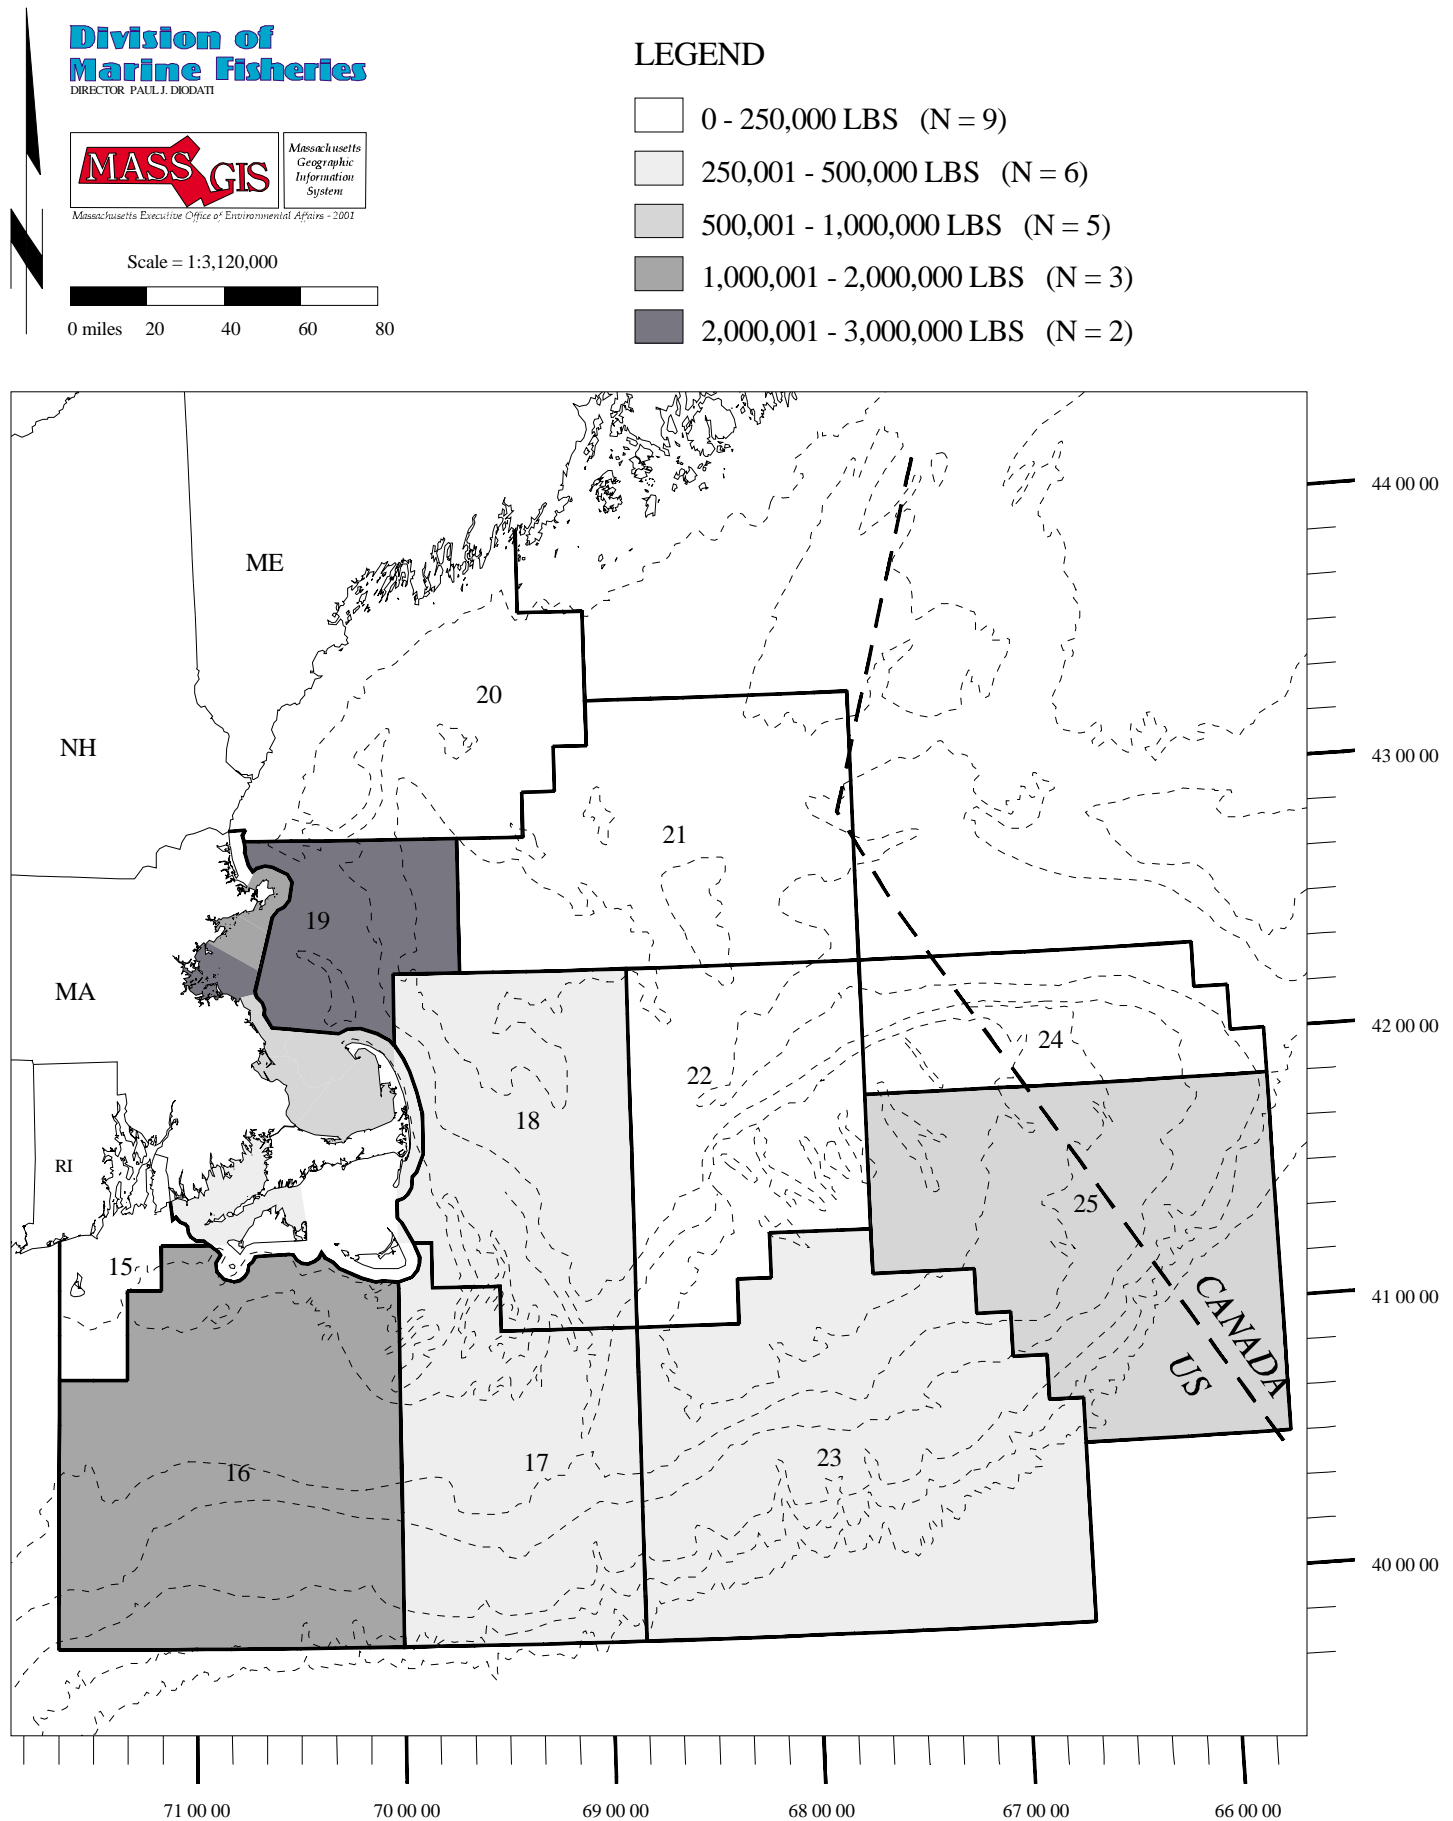 Division of
Marine Fisheries
DIRECTOR PAUL J. DIODATI
MASS GIS
Massachusetts
Geographic
Information
System
Massachusetts Executive Office of Environmental Affairs - 2001
N
Scale = 1:3,120,000
0 miles 20 40 60 80
LEGEND
0 - 250,000 LBS (N = 9)
250,001 - 500,000 LBS (N = 6)
500,001 - 1,000,000 LBS (N = 5)
1,000,001 - 2,000,000 LBS (N = 3)
2,000,001 - 3,000,000 LBS (N = 2)
44 00 00
ME
20
NH
43 00 00
21
19
MA
42 00 00
24
22
18
RI
25
15
41 00 00
CANADA
US
23
17
16
40 00 00
71 00 00 70 00 00 69 00 00 68 00 00 67 00 00 66 00 00